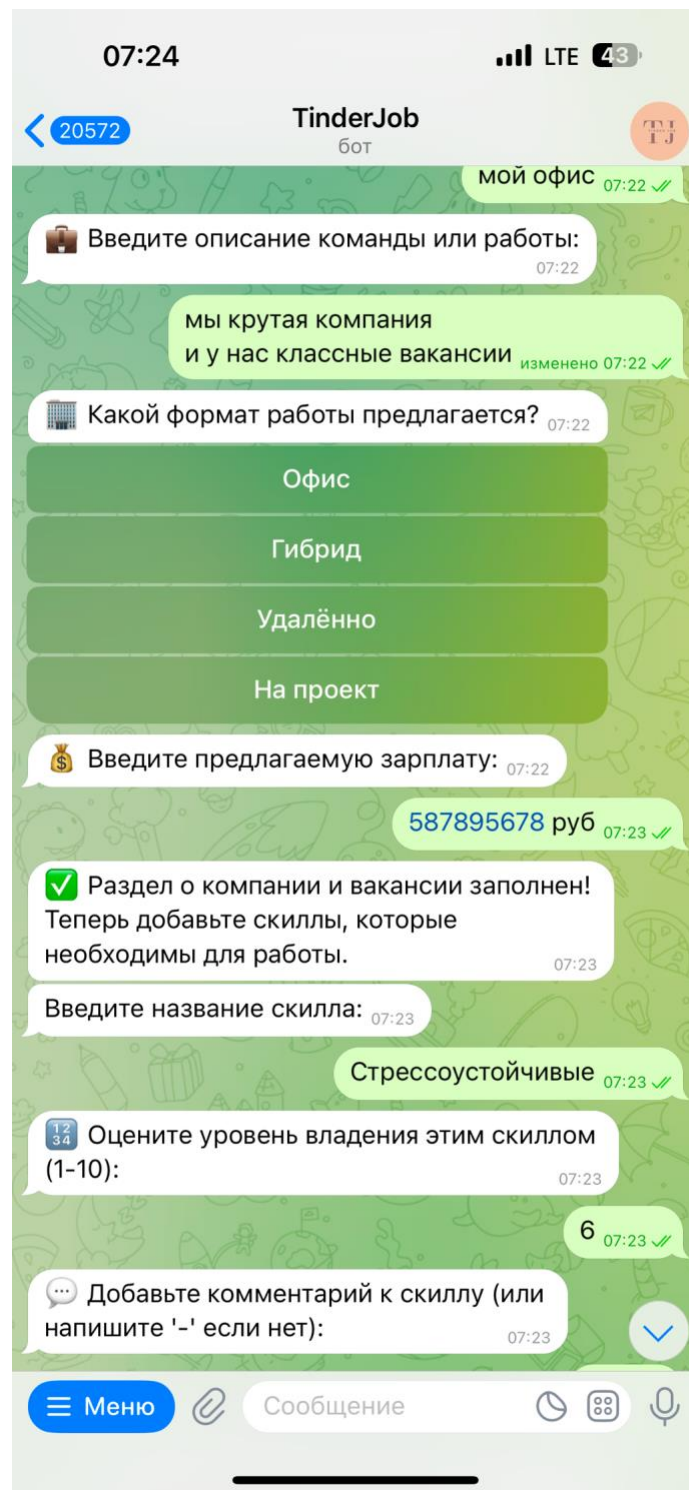 07:24
LTE 43
20572
TinderJob
бот
TJ
мой офис 07:22
💼 Введите описание команды или работы:
07:22
мы крутая компания
и у нас классные вакансии изменено 07:22
🏢 Какой формат работы предлагается? 07:22
Офис
Гибрид
Удалённо
На проект
💰 Введите предлагаемую зарплату: 07:22
587895678 руб 07:23
✅ Раздел о компании и вакансии заполнен!
Теперь добавьте скиллы, которые
необходимы для работы. 07:23
Введите название скилла: 07:23
Стрессоустойчивые 07:23
🔢 Оцените уровень владения этим скиллом
(1-10): 07:23
6 07:23
💬 Добавьте комментарий к скиллу (или
напишите '-' если нет): 07:23
Меню
Сообщение